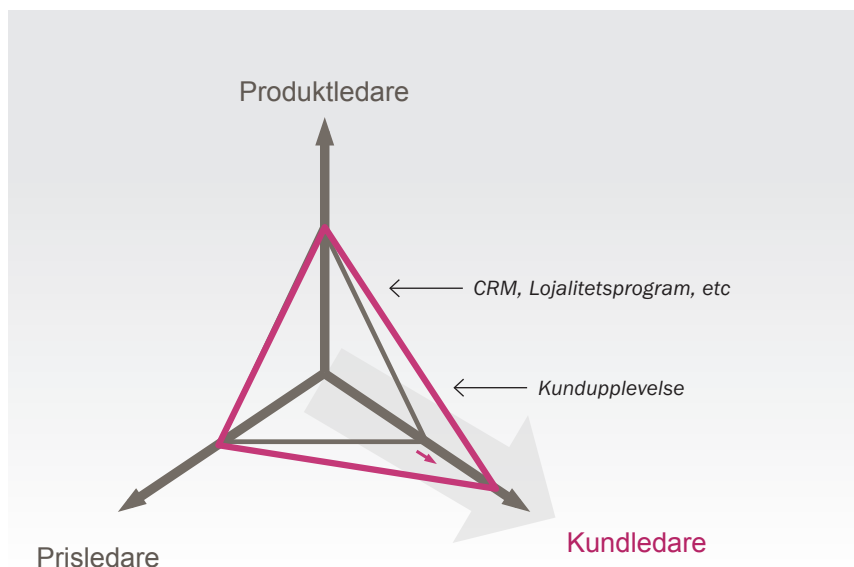 Produktledare
CRM, Lojalitetsprogram, etc
Kundupplevelse
Kundledare
Prisledare